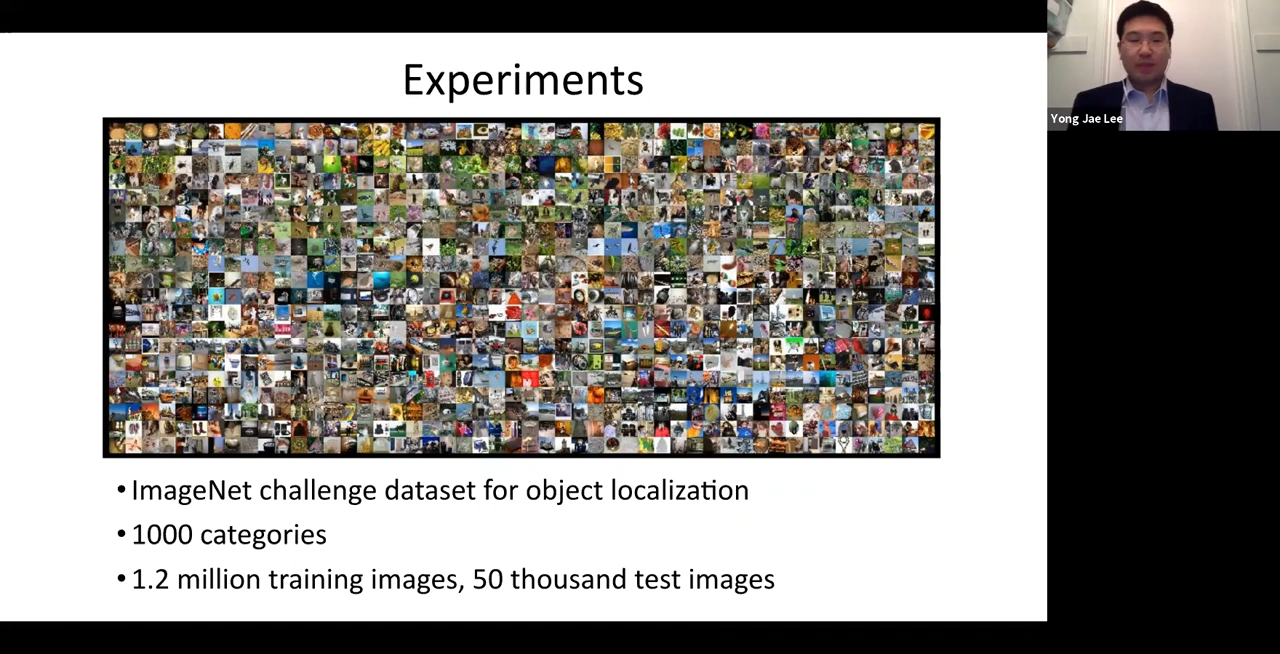 Experiments
• ImageNet challenge dataset for object localization
• 1000 categories
• 1.2 million training images, 50 thousand test images
Yong Jae Lee